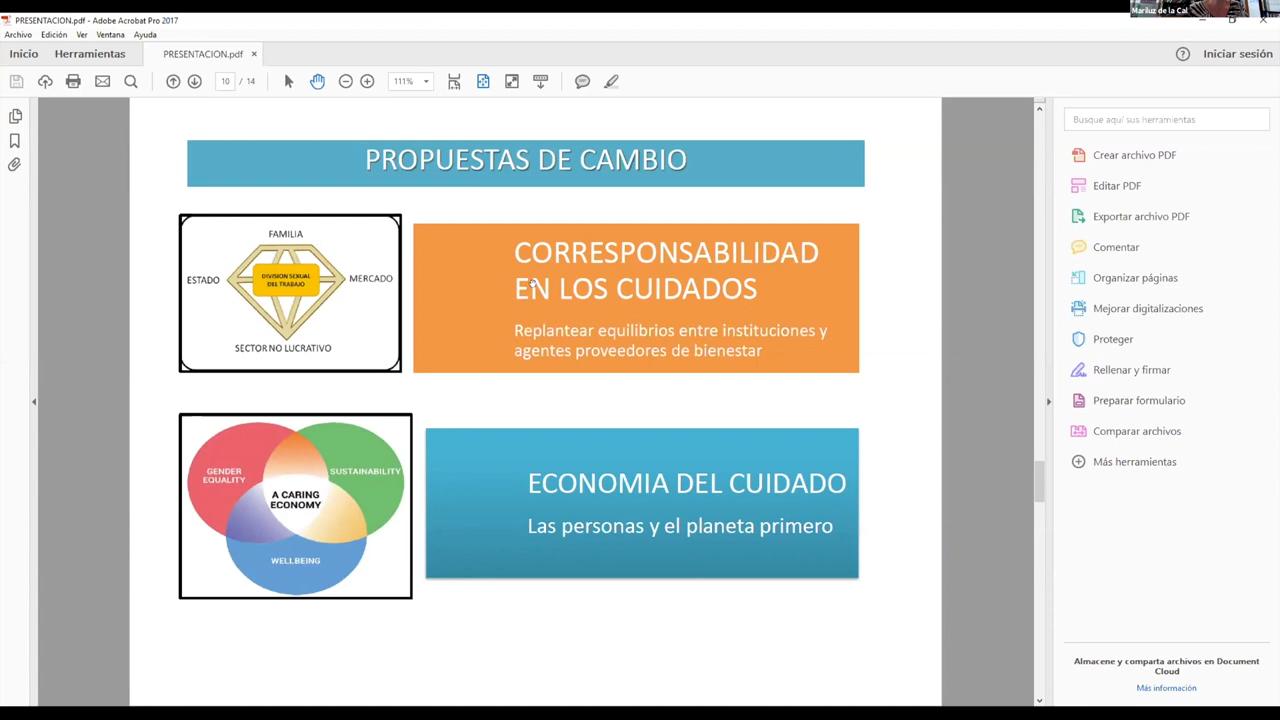 Mariluz de la Cal
PRESENTACION.pdf - Adobe Acrobat Pro 2017
Archivo Edición Ver Ventana Ayuda
Inicio Herramientas PRESENTACION.pdf × Iniciar sesión
10 / 14 111%
Busque aquí sus herramientas
Crear archivo PDF
Editar PDF
Exportar archivo PDF
Comentar
Organizar páginas
Mejorar digitalizaciones
Proteger
Rellenar y firmar
Preparar formulario
Comparar archivos
Más herramientas
Almacene y comparta archivos en Document
Cloud
Más información
PROPUESTAS DE CAMBIO
FAMILIA
ESTADO
DIVISION SEXUAL
DEL TRABAJO
MERCADO
SECTOR NO LUCRATIVO
CORRESPONSABILIDAD
EN LOS CUIDADOS
Replantear equilibrios entre instituciones y
agentes proveedores de bienestar
GENDER
EQUALITY
SUSTAINABILITY
A CARING
ECONOMY
WELLBEING
ECONOMIA DEL CUIDADO
Las personas y el planeta primero